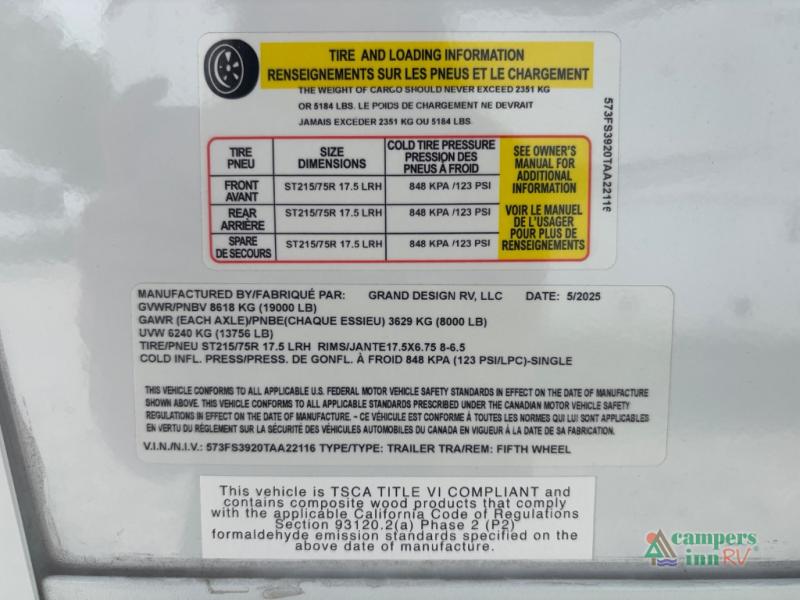 TIRE AND LOADING INFORMATION
RENSEIGNEMENTS SUR LES PNEUS ET LE CHARGEMENT
THE WEIGHT OF CARGO SHOULD NEVER EXCEED 2351 KG
OR 5184 LBS. LE POIDS DE CHARGEMENT NE DEVRAIT
JAMAIS EXCEDER 2351 KG OU 5184 LBS.
TIRE
PNEU
SIZE
DIMENSIONS
COLD TIRE PRESSURE
PRESSION DES
PNEUS À FROID
FRONT
AVANT
ST215/75R 17.5 LRH
848 KPA /123 PSI
REAR
ARRIÈRE
ST215/75R 17.5 LRH
848 KPA /123 PSI
SPARE
DE SECOURS
ST215/75R 17.5 LRH
848 KPA /123 PSI
SEE OWNER'S
MANUAL FOR
ADDITIONAL
INFORMATION
VOIR LE MANUEL
DE L'USAGER
POUR PLUS DE
RENSEIGNEMENTS
573FS3920TAA22116
MANUFACTURED BY/FABRIQUÉ PAR: GRAND DESIGN RV, LLC DATE: 5/2025
GVWR/PNBV 8618 KG (19000 LB)
GAWR (EACH AXLE)/PNBE(CHAQUE ESSIEU) 3629 KG (8000 LB)
UVW 6240 KG (13756 LB)
TIRE/PNEU ST215/75R 17.5 LRH RIMS/JANTE17.5X6.75 8-6.5
COLD INFL. PRESS/PRESS. DE GONFL. À FROID 848 KPA (123 PSI/LPC)-SINGLE
THIS VEHICLE CONFORMS TO ALL APPLICABLE U.S. FEDERAL MOTOR VEHICLE SAFETY STANDARDS IN EFFECT ON THE DATE OF MANUFACTURE
SHOWN ABOVE. THIS VEHICLE CONFORMS TO ALL APPLICABLE STANDARDS PRESCRIBED UNDER THE CANADIAN MOTOR VEHICLE SAFETY
REGULATIONS IN EFFECT ON THE DATE OF MANUFACTURE. - CE VÉHICULE EST CONFORME À TOUTES LES NORMES QUI LUI SONT APPLICABLES
EN VERTU DU RÈGLEMENT SUR LA SÉCURITÉ DES VÉHICULES AUTOMOBILES DU CANADA EN VIGUEUR À LA DATE DE SA FABRICATION.
V.I.N./N.I.V.: 573FS3920TAA22116 TYPE/TYPE: TRAILER TRA/REM: FIFTH WHEEL
This vehicle is TSCA TITLE VI COMPLIANT and
contains composite wood products that comply
with the applicable California Code of Regulations
Section 93120.2(a) Phase 2 (P2)
formaldehyde emission standards specified on the
above date of manufacture.
campers
inn RV